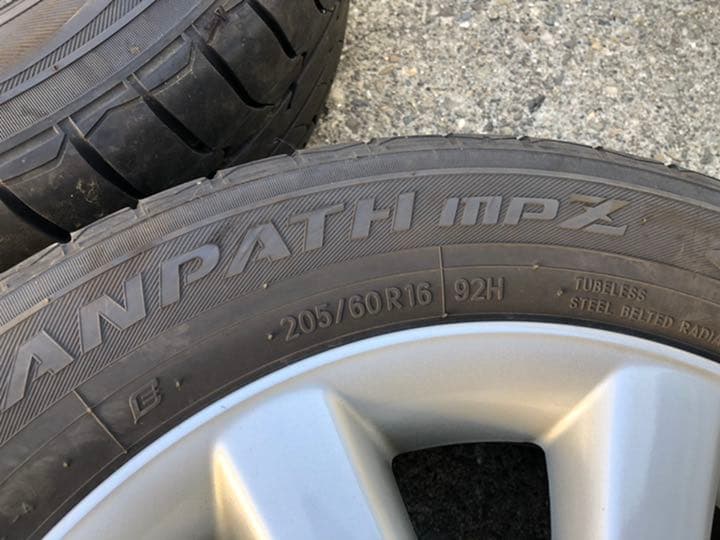 ANPATH mpZ
205/60R16 92H
TUBELESS
STEEL BELTED RADIA
E